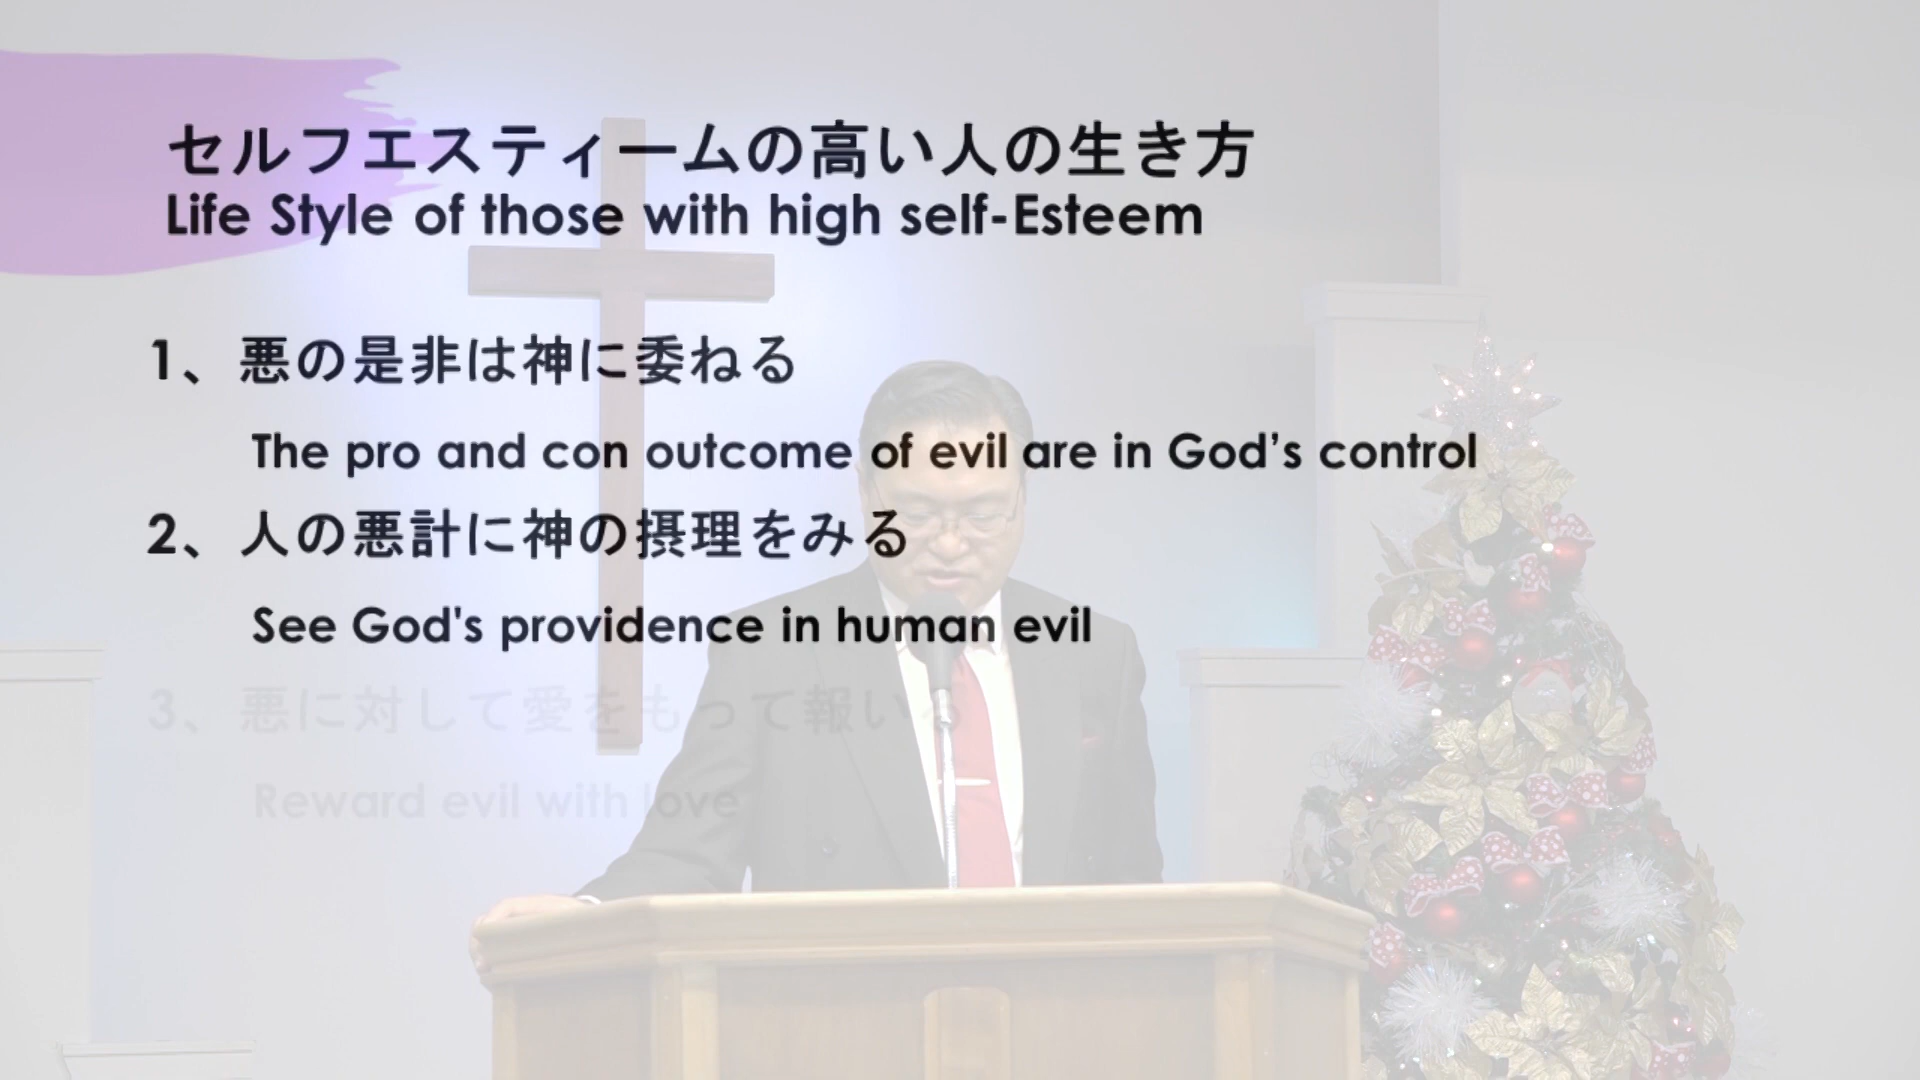 セルフエスティームの高い人の生き方
Life Style of those with high self-Esteem
1、悪の是非は神に委ねる
The pro and con outcome of evil are in God’s control
2、人の悪計に神の摂理をみる
See God's providence in human evil
3、悪に対して愛をもって報いる
Reward evil with love